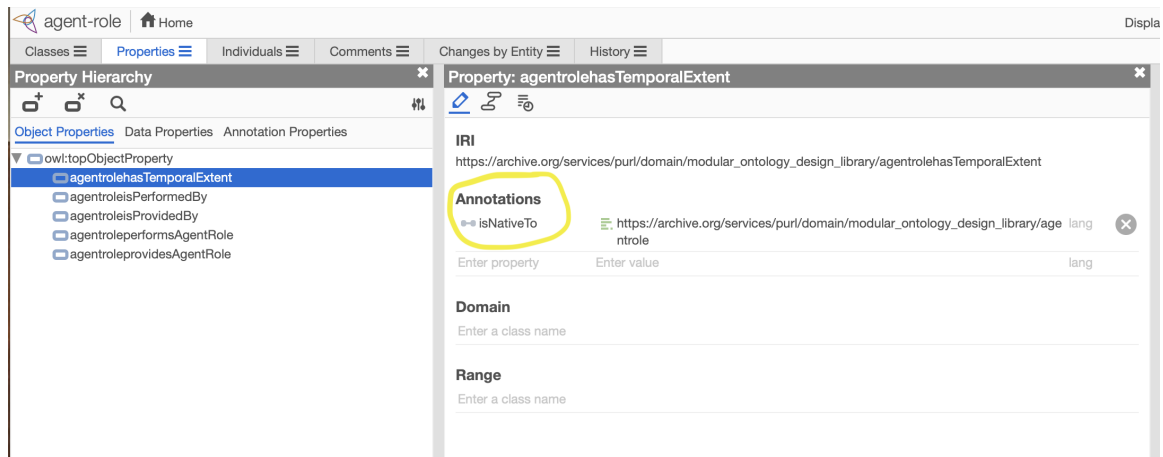 agent-role Home
Displa
Classes Properties Individuals Comments Changes by Entity History
Property Hierarchy
Object Properties Data Properties Annotation Properties
owl:topObjectProperty
agentrolehasTemporalExtent
agentroleisPerformedBy
agentroleisProvidedBy
agentroleperformsAgentRole
agentroleprovidesAgentRole
Property: agentrolehasTemporalExtent
IRI
https://archive.org/services/purl/domain/modular_ontology_design_library/agentrolehasTemporalExtent
Annotations
isNativeTo https://archive.org/services/purl/domain/modular_ontology_design_library/age lang
ntrole
Enter property Enter value lang
Domain
Enter a class name
Range
Enter a class name